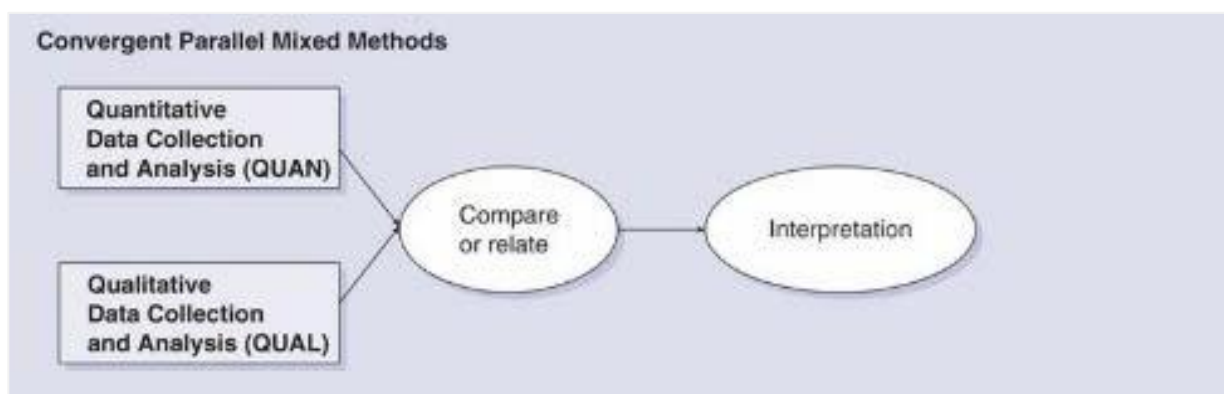 Convergent Parallel Mixed Methods
Quantitative
Data Collection
and Analysis (QUAN)
Qualitative
Data Collection
and Analysis (QUAL)
Compare
or relate
Interpretation